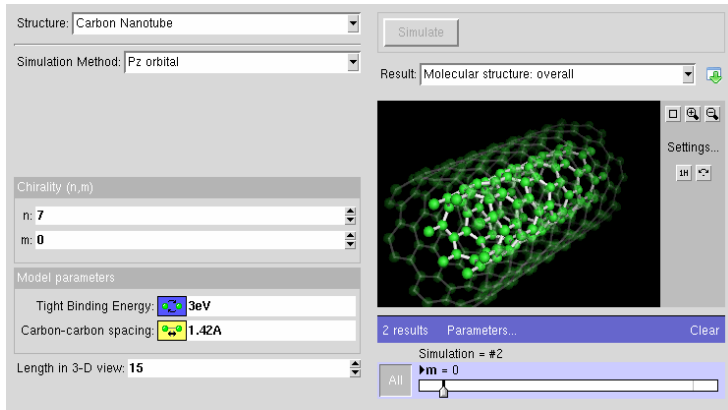 Structure: Carbon Nanotube
Simulation Method: Pz orbital
Chirality (n,m)
n: 7
m: 0
Model parameters
Tight Binding Energy: 3eV
Carbon-carbon spacing: 1.42A
Length in 3-D view: 15
Simulate
Result: Molecular structure: overall
Settings...
1H
2 results Parameters... Clear
Simulation = #2
All m = 0